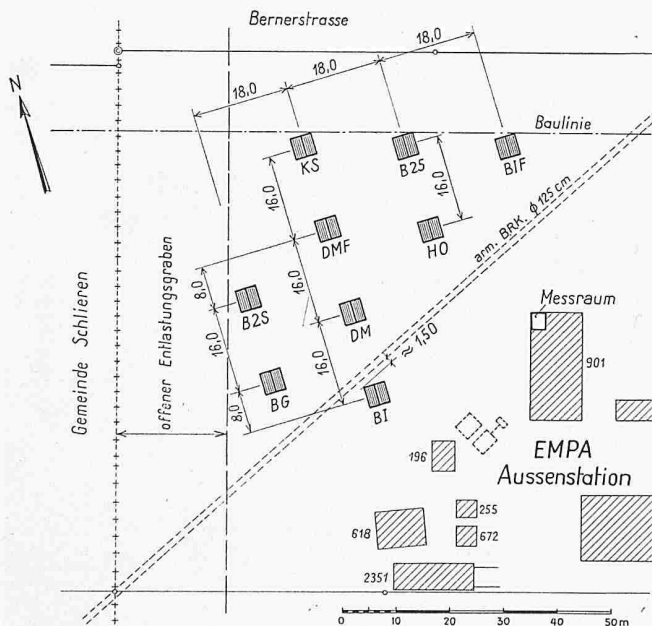 Bernerstrasse
18,0
18,0
18,0
N
Baulinie
KS
B2S
BIF
16,0
16,0
arm. B.R.K. ϕ 125 cm
DMF
HO
Gemeinde Schlieren
offener Entlastungsgraben
8,0
16,0
B2S
DM
Messraum
16,0
16,0
≈ 1,50
901
BG
BI
8,0
EMPA
Aussenstation
196
255
618
672
2351
0 10 20 30 40 50 m